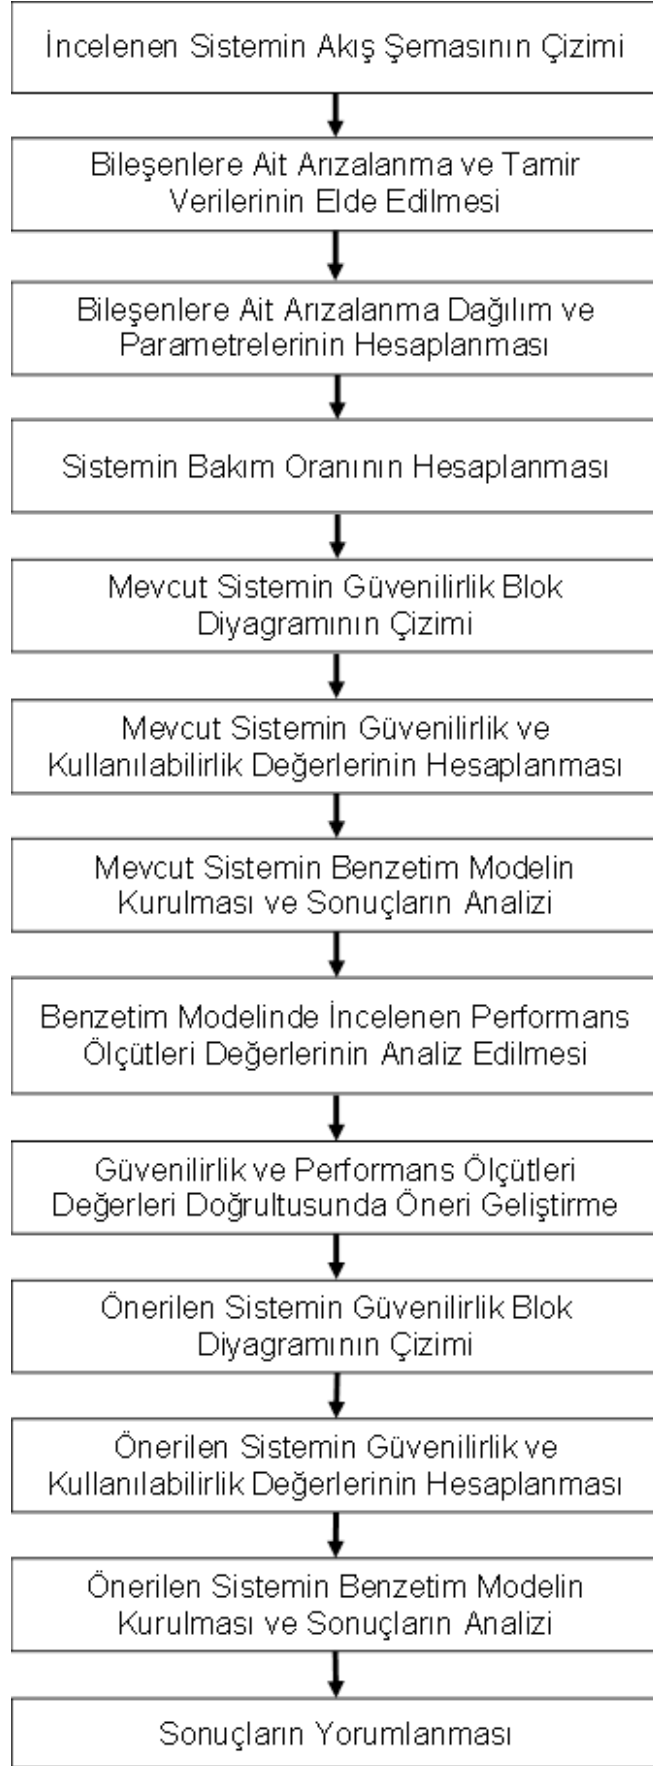 İncelenen Sistemin Akış Şemasının Çizimi
Bileşenlere Ait Arızalanma ve Tamir
Verilerinin Elde Edilmesi
Bileşenlere Ait Arızalanma Dağılım ve
Parametrelerinin Hesaplanması
Sistemin Bakım Oranının Hesaplanması
Mevcut Sistemin Güvenilirlik Blok
Diyagramının Çizimi
Mevcut Sistemin Güvenilirlik ve
Kullanılabilirlik Değerlerinin Hesaplanması
Mevcut Sistemin Benzetim Modelin
Kurulması ve Sonuçların Analizi
Benzetim Modelinde İncelenen Performans
Ölçütleri Değerlerinin Analiz Edilmesi
Güvenilirlik ve Performans Ölçütleri
Değerleri Doğrultusunda Öneri Geliştirme
Önerilen Sistemin Güvenilirlik Blok
Diyagramının Çizimi
Önerilen Sistemin Güvenilirlik ve
Kullanılabilirlik Değerlerinin Hesaplanması
Önerilen Sistemin Benzetim Modelin
Kurulması ve Sonuçların Analizi
Sonuçların Yorumlanması